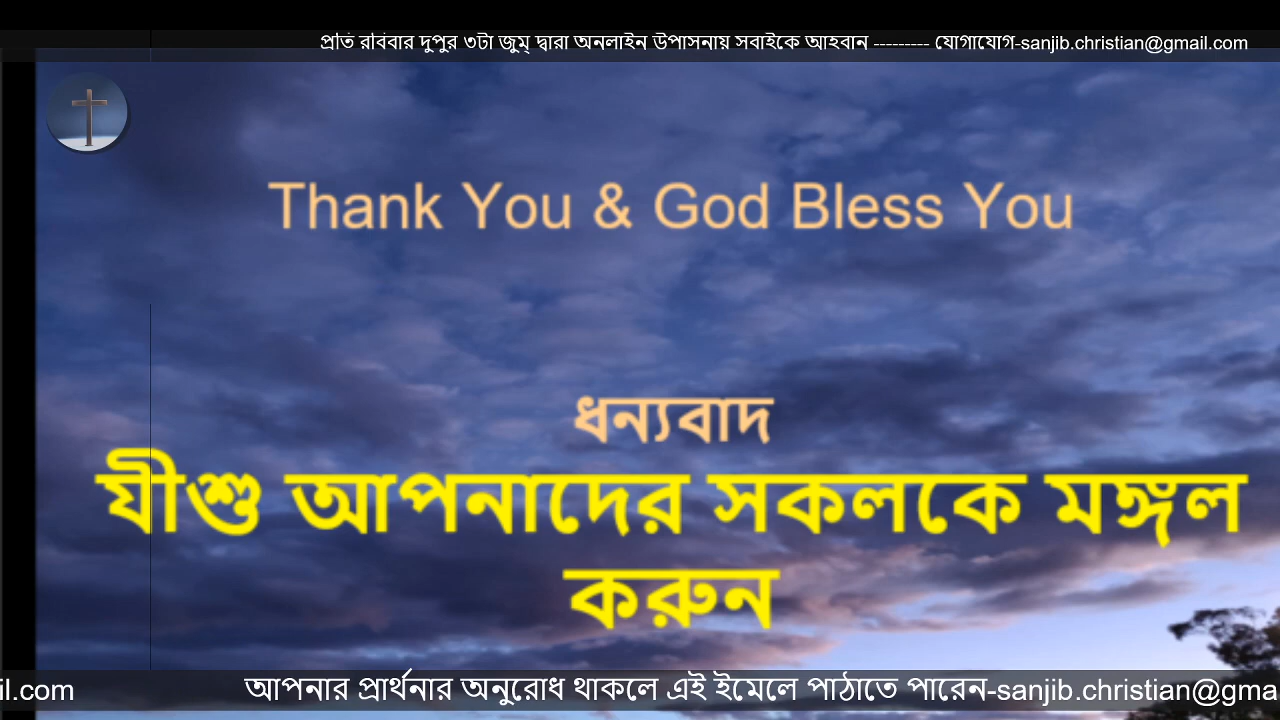 প্রতি রবিবার দুপুর ৩টা জুম্ দ্বারা অনলাইন উপাসনায় সবাইকে আহবান --------- যোগাযোগ-sanjib.christian@gmail.com
Thank You & God Bless You
ধন্যবাদ
যীশু আপনাদের সকলকে মঙ্গল
করুন
il.com আপনার প্রার্থনার অনুরোধ থাকলে এই ইমেলে পাঠাতে পারেন-sanjib.christian@gma